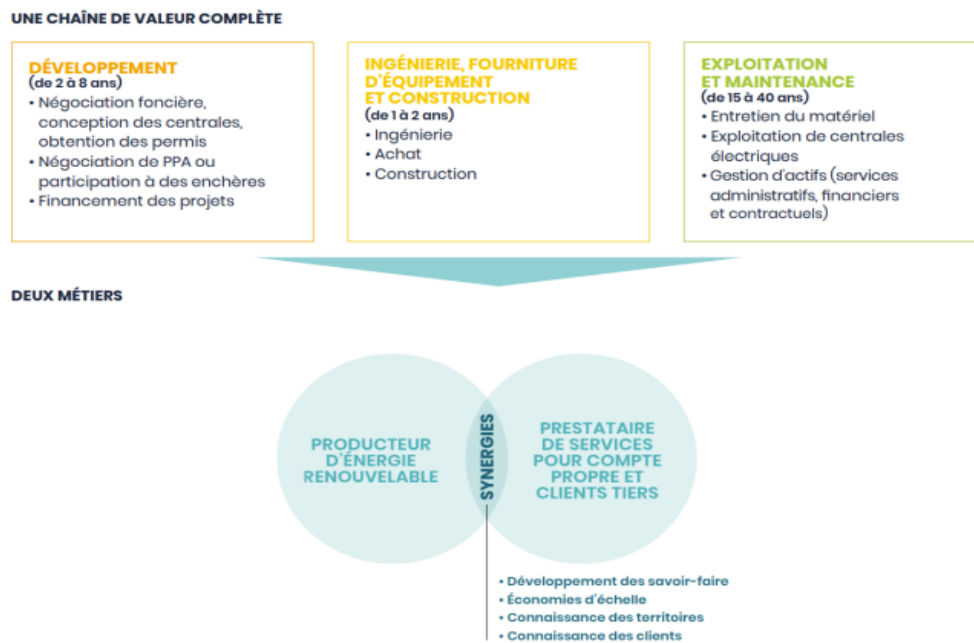 UNE CHAÎNE DE VALEUR COMPLÈTE
DÉVELOPPEMENT
(de 2 à 8 ans)
• Négociation foncière,
conception des centrales,
obtention des permis
• Négociation de PPA ou
participation à des enchères
• Financement des projets
INGÉNIERIE, FOURNITURE
D'ÉQUIPEMENT
ET CONSTRUCTION
(de 1 à 2 ans)
• Ingénierie
• Achat
• Construction
EXPLOITATION
ET MAINTENANCE
(de 15 à 40 ans)
• Entretien du matériel
• Exploitation de centrales
électriques
• Gestion d'actifs (services
administratifs, financiers
et contractuels)
DEUX MÉTIERS
PRODUCTEUR
D'ÉNERGIE
RENOUVELABLE
SYNERGIES
PRESTATAIRE
DE SERVICES
POUR COMPTE
PROPRE ET
CLIENTS TIERS
• Développement des savoir-faire
• Économies d'échelle
• Connaissance des territoires
• Connaissance des clients